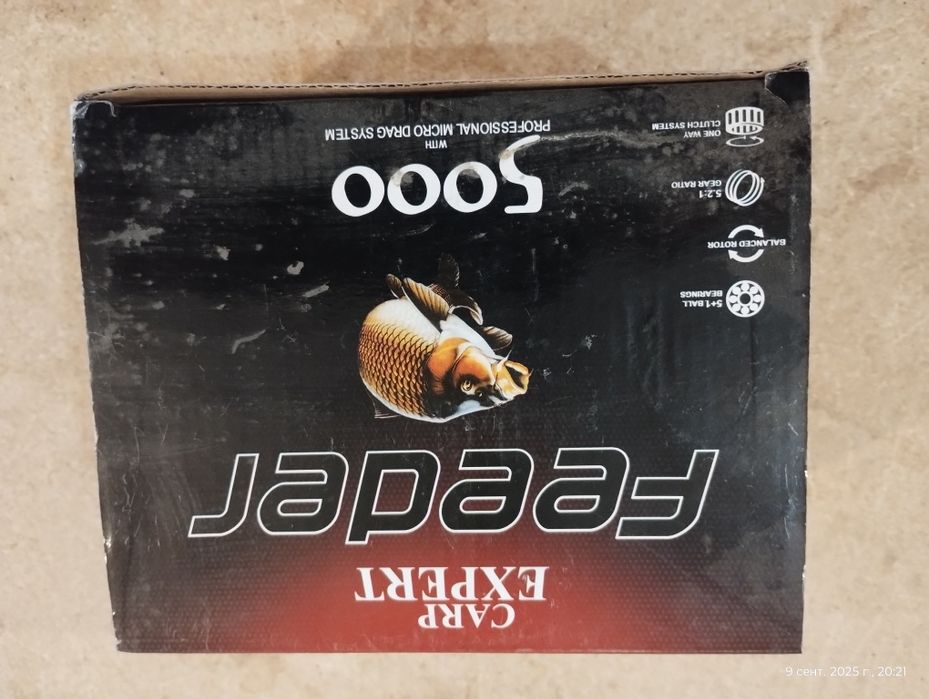 CARP
EXPERT
Feeder
5000
WITH
PROFESSIONAL MICRO DRAG SYSTEM
5+1 BALL
BEARINGS
BALANCED ROTOR
5.2:1
GEAR RATIO
ONE WAY
CLUTCH SYSTEM
9 сент. 2025 г., 20:21